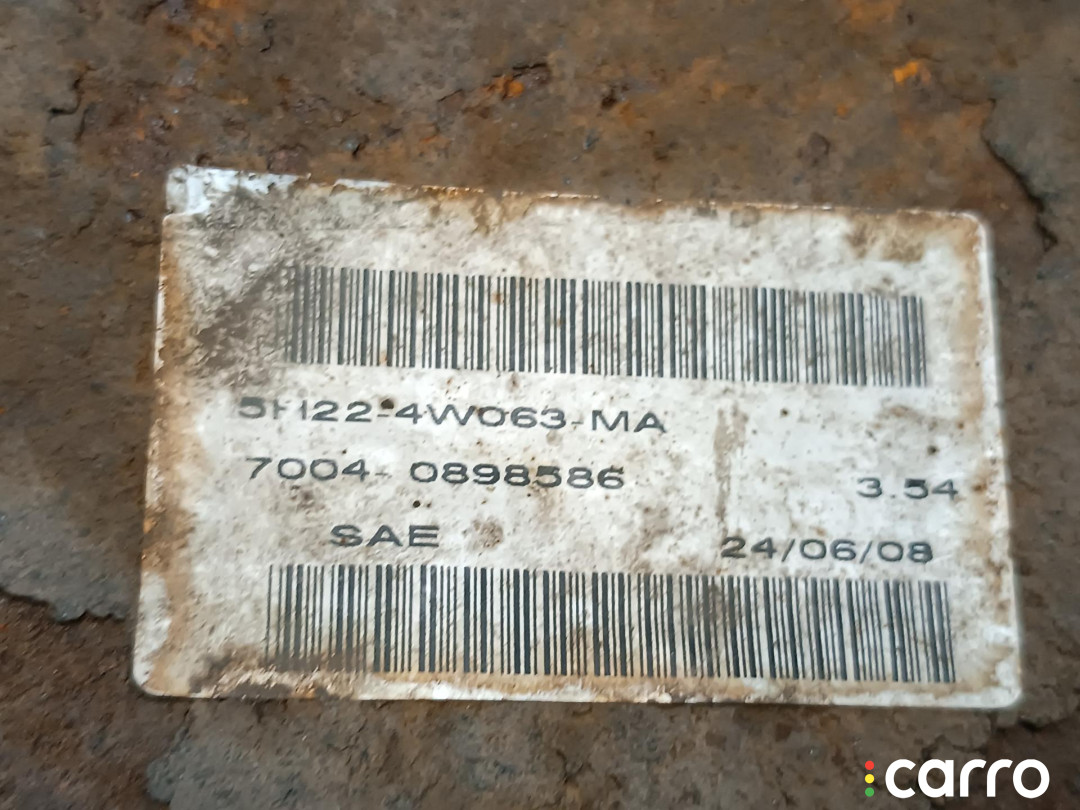 5H22-4W063-MA
7004- 0898586
3.54
SAE
24/06/08
carro